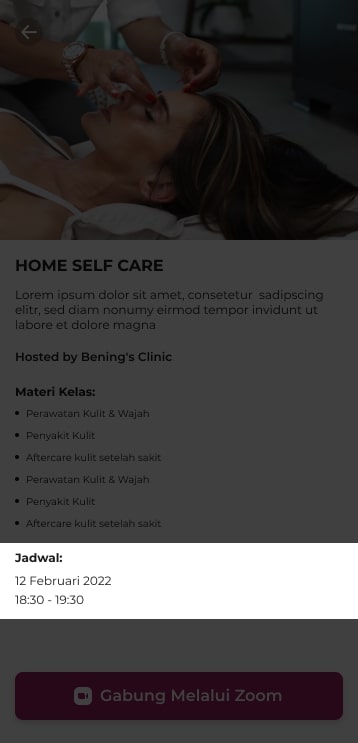 HOME SELF CARE
Lorem ipsum dolor sit amet, consetetur sadipscing
elitr, sed diam nonumy eirmod tempor invidunt ut
labore et dolore magna
Hosted by Bening's Clinic
Materi Kelas:
• Perawatan Kulit & Wajah
• Penyakit Kulit
• Aftercare kulit setelah sakit
• Perawatan Kulit & Wajah
• Penyakit Kulit
• Aftercare kulit setelah sakit
Jadwal:
12 Februari 2022
18:30 - 19:30
Gabung Melalui Zoom